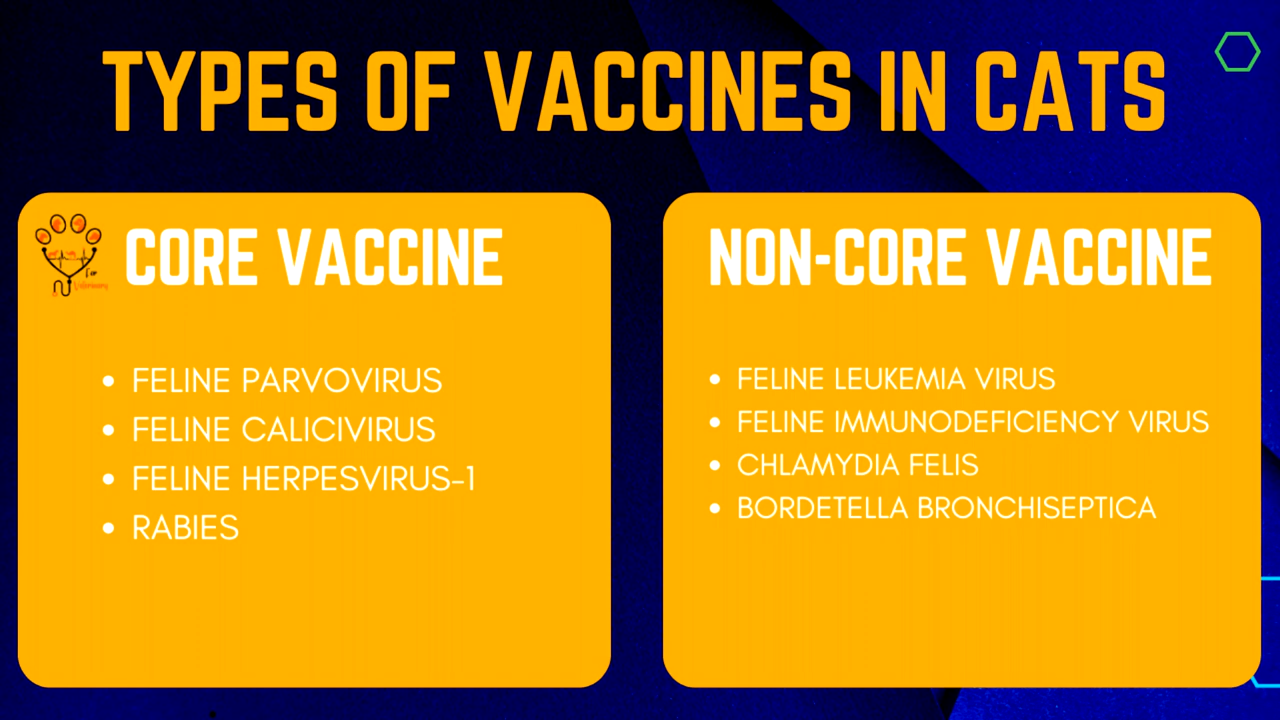 TYPES OF VACCINES IN CATS
CORE VACCINE
• FELINE PARVOVIRUS
• FELINE CALICIVIRUS
• FELINE HERPESVIRUS-1
• RABIES
NON-CORE VACCINE
• FELINE LEUKEMIA VIRUS
• FELINE IMMUNODEFICIENCY VIRUS
• CHLAMYDIA FELIS
• BORDETELLA BRONCHISEPTICA